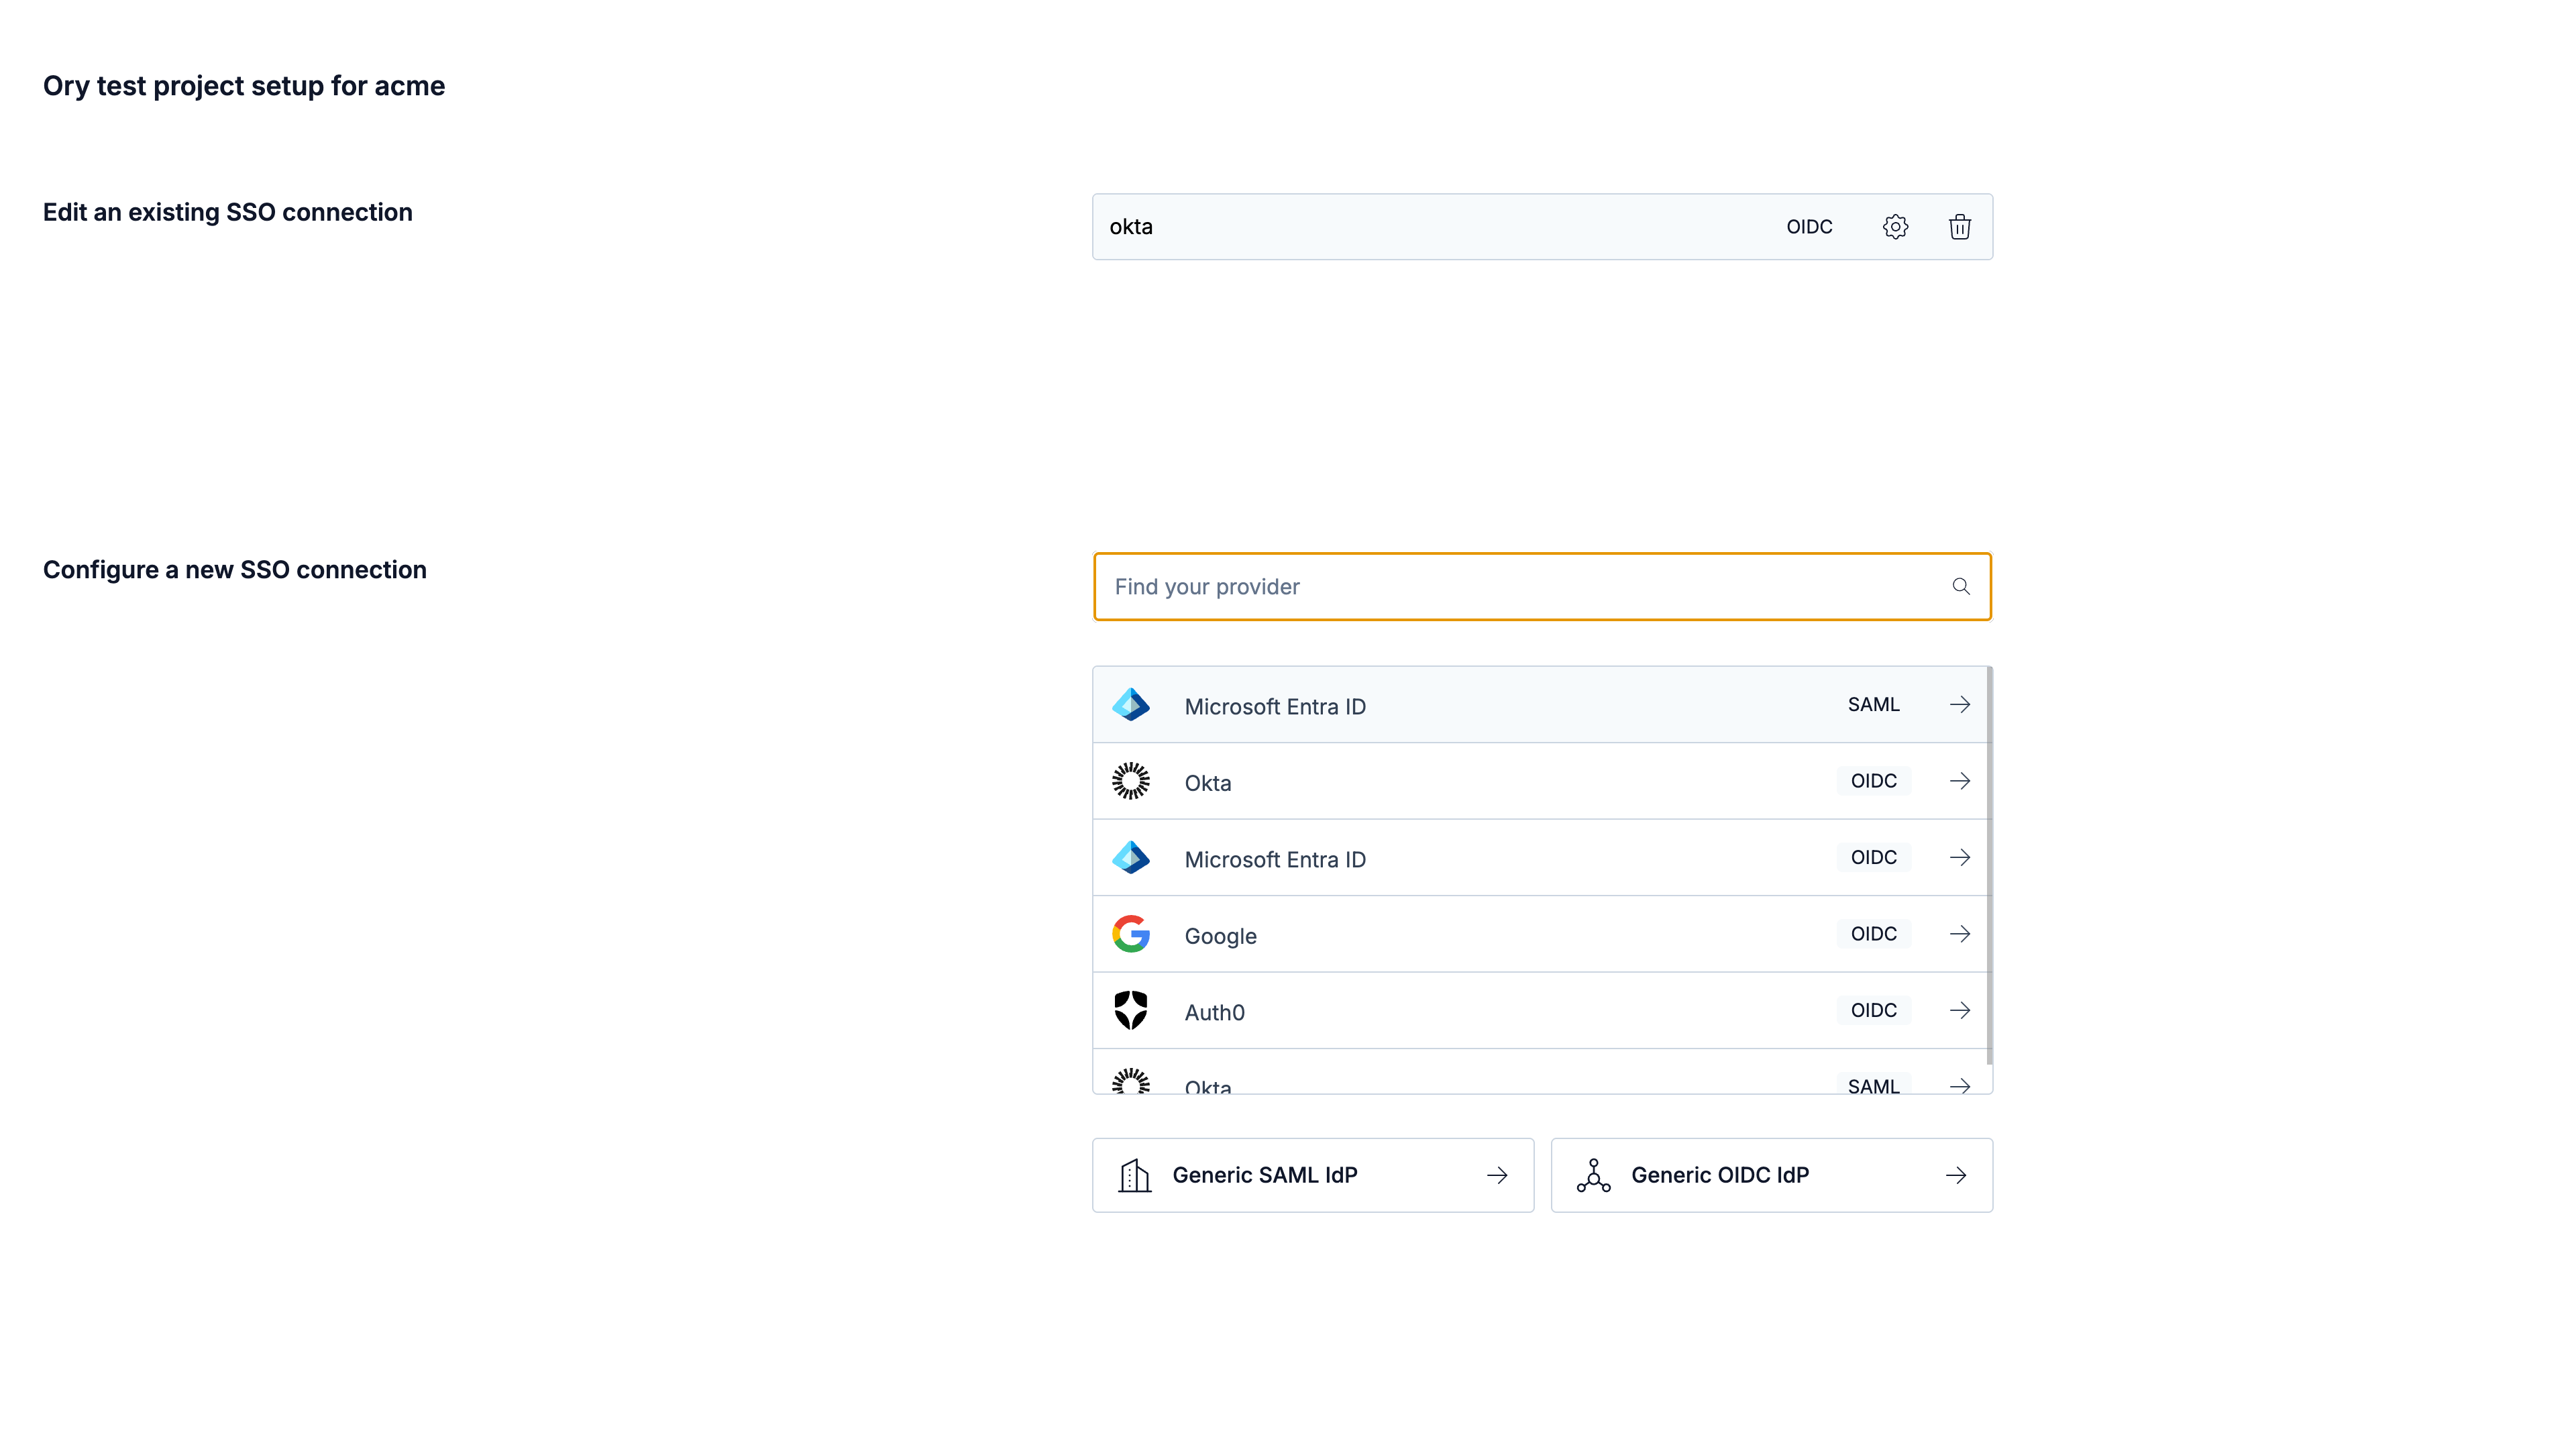 Ory test project setup for acme
Edit an existing SSO connection
okta OIDC
Configure a new SSO connection
Find your provider
Microsoft Entra ID SAML
Okta OIDC
Microsoft Entra ID OIDC
Google OIDC
Auth0 OIDC
Okta SAML
Generic SAML IdP
Generic OIDC IdP